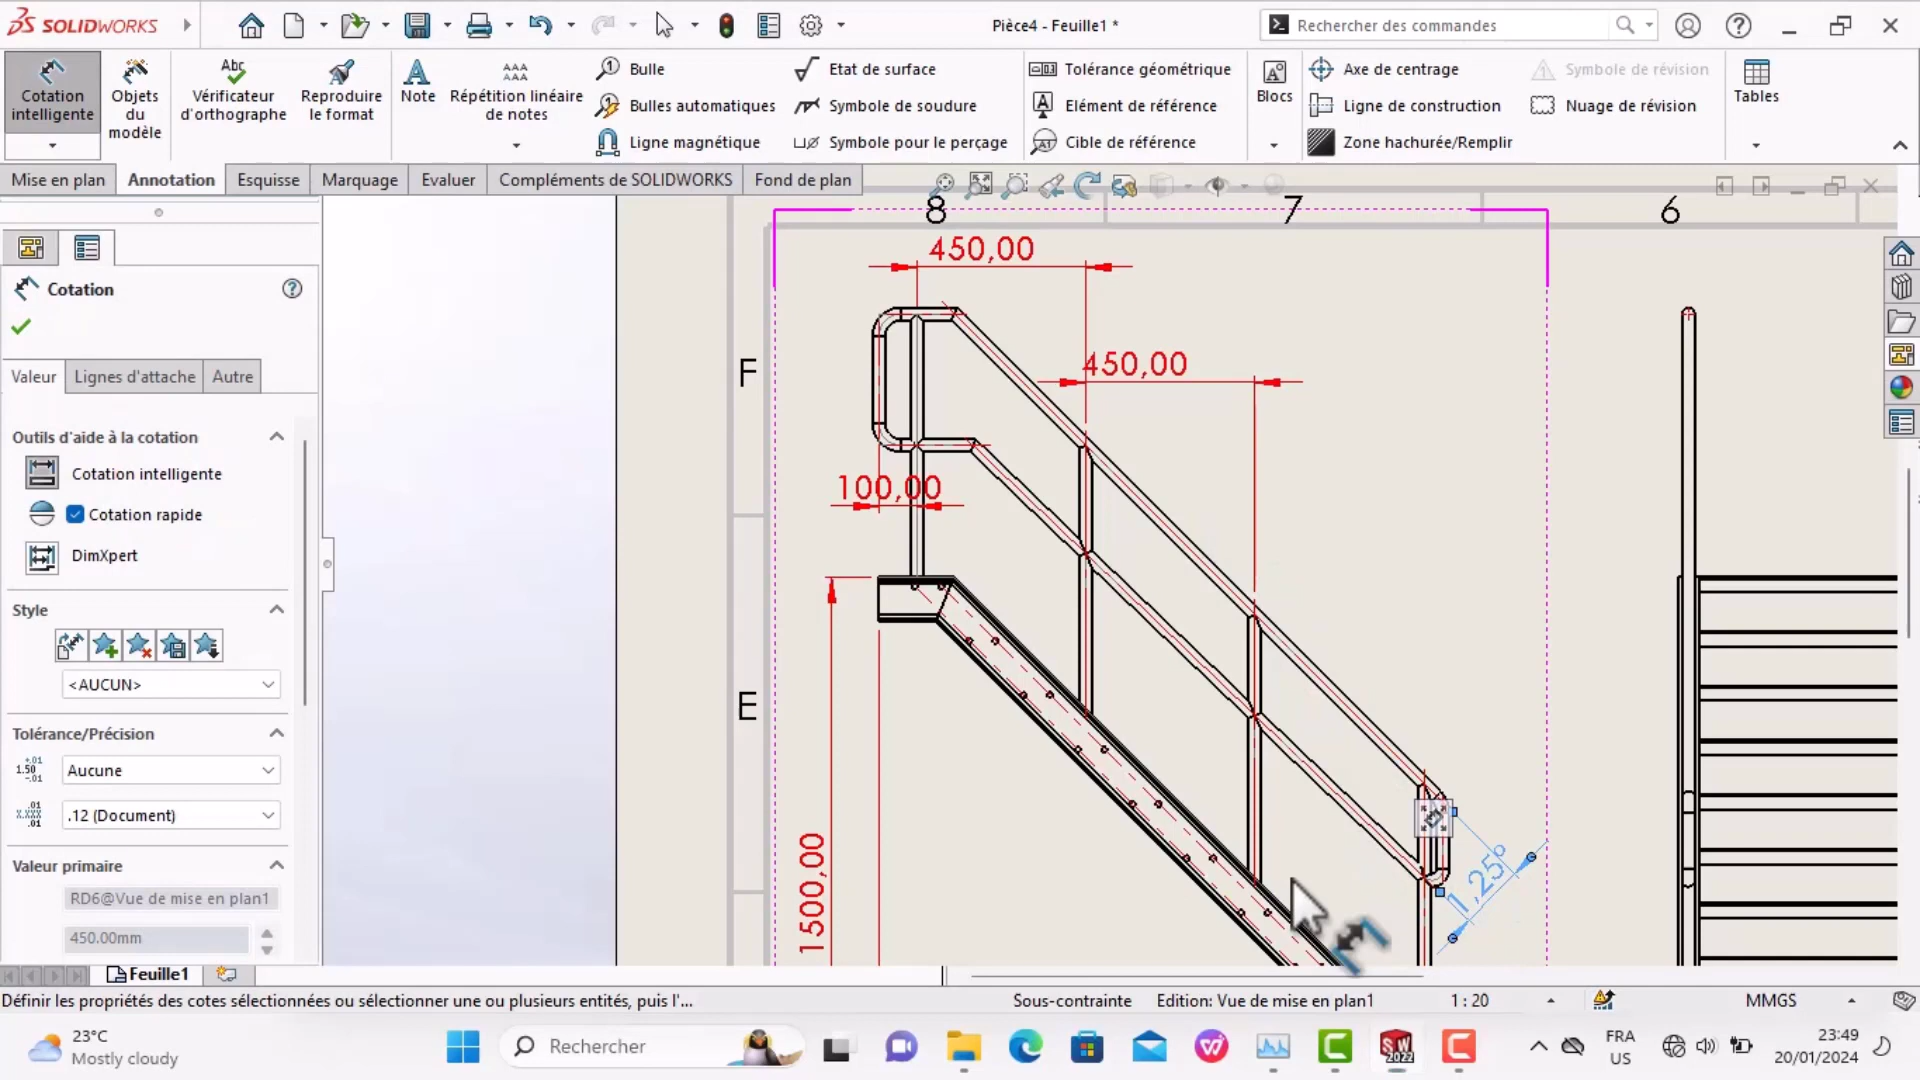 SOLIDWORKS
Pièce4 - Feuille1 *
Rechercher des commandes
Cotation
intelligente
Objets
du
modèle
Abc
Vérificateur
d'orthographe
Reproduire
le format
Note
Répétition linéaire
de notes
Bulle
Bulles automatiques
Ligne magnétique
Etat de surface
Symbole de soudure
Symbole pour le perçage
Tolérance géométrique
Elément de référence
Cible de référence
Blocs
Axe de centrage
Ligne de construction
Zone hachurée/Remplir
Symbole de révision
Nuage de révision
Tables
Mise en plan
Annotation
Esquisse
Marquage
Evaluer
Compléments de SOLIDWORKS
Fond de plan
Cotation
Valeur
Lignes d'attache
Autre
Outils d'aide à la cotation
Cotation intelligente
Cotation rapide
DimXpert
Style
<AUCUN>
Tolérance/Précision
Aucune
.12 (Document)
Valeur primaire
RD6@Vue de mise en plan1
450.00mm
8
7
6
F
E
450,00
450,00
100,00
1500,00
1,25°
Feuille1
Définir les propriétés des cotes sélectionnées ou sélectionner une ou plusieurs entités, puis l'...
Sous-contrainte
Edition: Vue de mise en plan1
1 : 20
MMGS
23°C
Mostly cloudy
Rechercher
SW
2022
FRA
US
23:49
20/01/2024